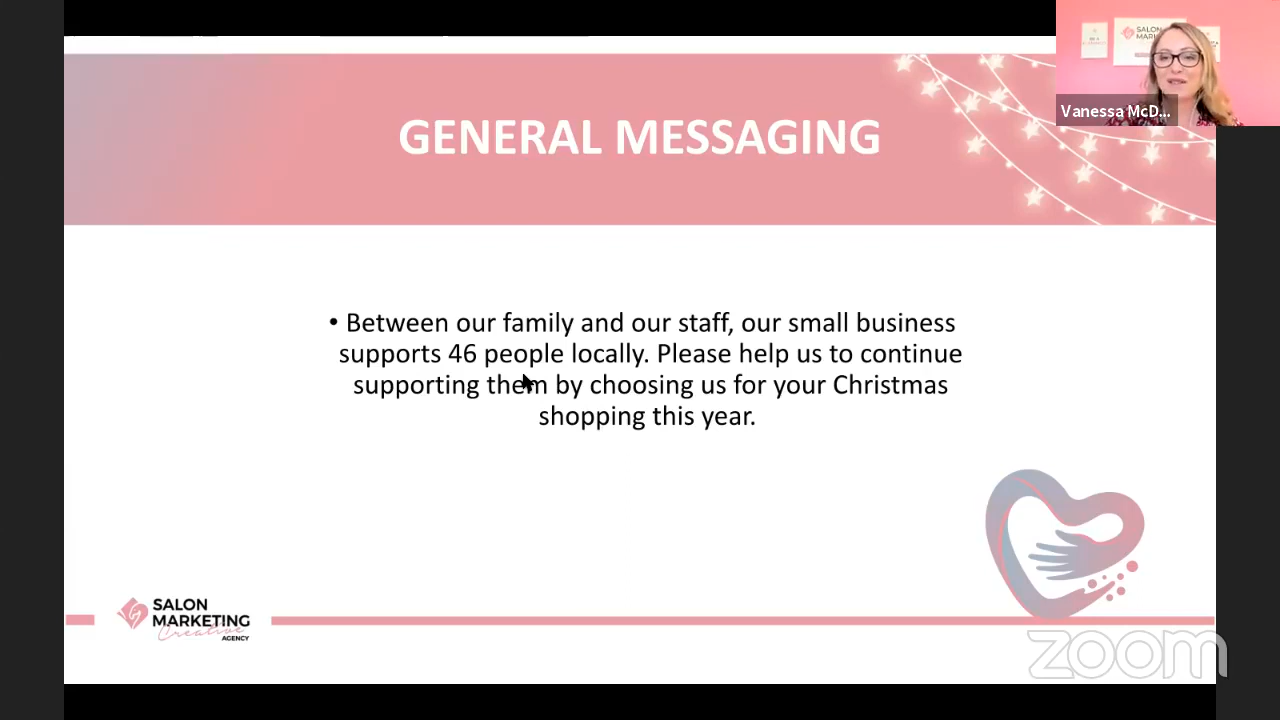 GENERAL MESSAGING
SALON
Vanessa McD...
• Between our family and our staff, our small business
supports 46 people locally. Please help us to continue
supporting them by choosing us for your Christmas
shopping this year.
SALON
MARKETING
Creative
AGENCY
zoom